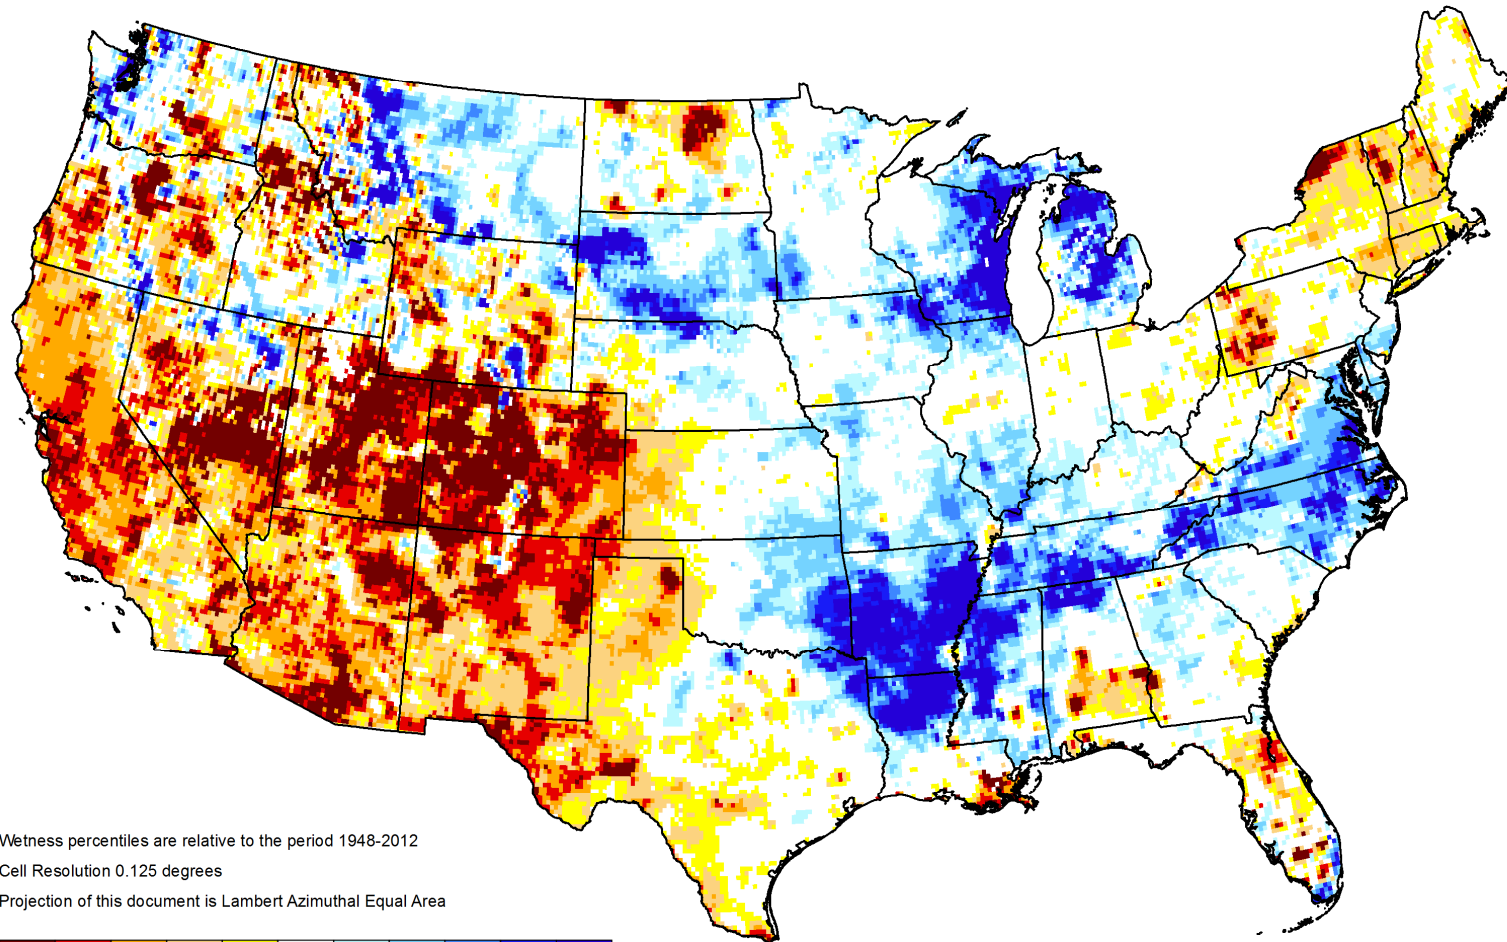 Wetness percentiles are relative to the period 1948-2012
Cell Resolution 0.125 degrees
Projection of this document is Lambert Azimuthal Equal Area